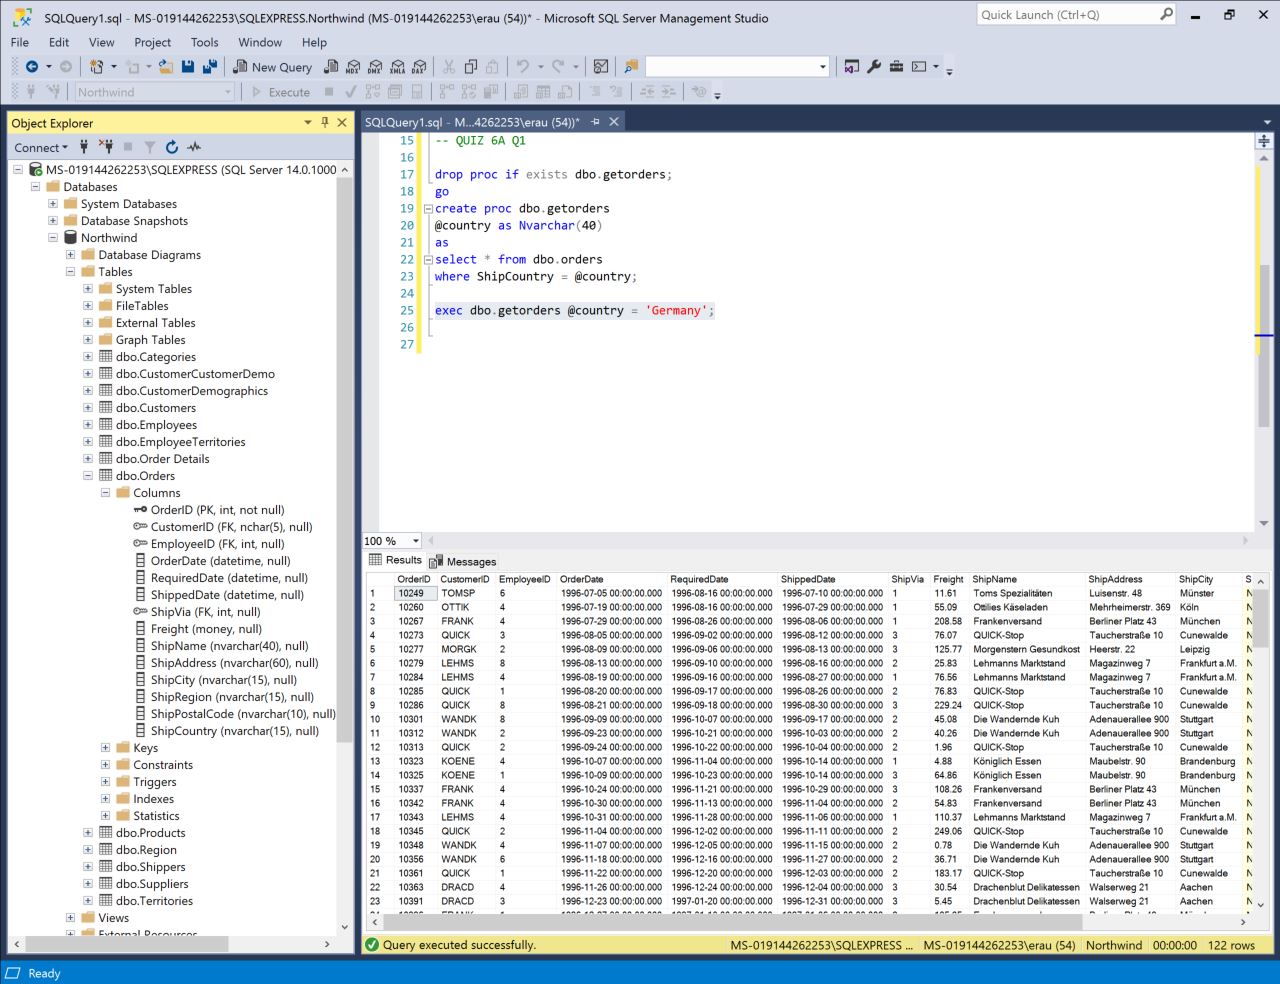 SQLQuery1.sql - MS-019144262253\SQLEXPRESS.Northwind (MS-019144262253\erau (54))* - Microsoft SQL Server Management Studio
Quick Launch (Ctrl+Q)
File Edit View Project Tools Window Help
New Query
MDX DMX XMLA DAX
Northwind
Execute
Object Explorer
Connect
MS-019144262253\SQLEXPRESS (SQL Server 14.0.1000
Databases
System Databases
Database Snapshots
Northwind
Database Diagrams
Tables
System Tables
FileTables
External Tables
Graph Tables
dbo.Categories
dbo.CustomerCustomerDemo
dbo.CustomerDemographics
dbo.Customers
dbo.Employees
dbo.EmployeeTerritories
dbo.Order Details
dbo.Orders
Columns
OrderID (PK, int, not null)
CustomerID (FK, nchar(5), null)
EmployeeID (FK, int, null)
OrderDate (datetime, null)
RequiredDate (datetime, null)
ShippedDate (datetime, null)
ShipVia (FK, int, null)
Freight (money, null)
ShipName (nvarchar(40), null)
ShipAddress (nvarchar(60), null)
ShipCity (nvarchar(15), null)
ShipRegion (nvarchar(15), null)
ShipPostalCode (nvarchar(10), null)
ShipCountry (nvarchar(15), null)
Keys
Constraints
Triggers
Indexes
Statistics
dbo.Products
dbo.Region
dbo.Shippers
dbo.Suppliers
dbo.Territories
Views
External Resources
SQLQuery1.sql - M...4262253\erau (54))*
15 -- QUIZ 6A Q1
16
17 drop proc if exists dbo.getorders;
18 go
19 create proc dbo.getorders
20 @country as Nvarchar(40)
21 as
22 select * from dbo.orders
23 where ShipCountry = @country;
24
25 exec dbo.getorders @country = 'Germany';
26
27
100 %
Results Messages
OrderID CustomerID EmployeeID OrderDate RequiredDate ShippedDate ShipVia Freight ShipName ShipAddress ShipCity S
1 10249 TOMSP 6 1996-07-05 00:00:00.000 1996-08-16 00:00:00.000 1996-07-10 00:00:00.000 1 11.61 Toms Spezialitäten Luisenstr. 48 Münster N
2 10260 OTTIK 4 1996-07-19 00:00:00.000 1996-08-16 00:00:00.000 1996-07-29 00:00:00.000 1 55.09 Ottilies Käseladen Mehrheimerstr. 369 Köln N
3 10267 FRANK 4 1996-07-29 00:00:00.000 1996-08-26 00:00:00.000 1996-08-06 00:00:00.000 1 208.58 Frankenversand Berliner Platz 43 München N
4 10273 QUICK 3 1996-08-05 00:00:00.000 1996-09-02 00:00:00.000 1996-08-12 00:00:00.000 3 76.07 QUICK-Stop Taucherstraße 10 Cunewalde N
5 10277 MORGK 2 1996-08-09 00:00:00.000 1996-09-06 00:00:00.000 1996-08-13 00:00:00.000 3 125.77 Morgenstern Gesundkost Heerstr. 22 Leipzig N
6 10279 LEHMS 8 1996-08-13 00:00:00.000 1996-09-10 00:00:00.000 1996-08-16 00:00:00.000 2 25.83 Lehmanns Marktstand Magazinweg 7 Frankfurt a.M. N
7 10284 LEHMS 4 1996-08-19 00:00:00.000 1996-09-16 00:00:00.000 1996-08-27 00:00:00.000 1 76.56 Lehmanns Marktstand Magazinweg 7 Frankfurt a.M. N
8 10285 QUICK 1 1996-08-20 00:00:00.000 1996-09-17 00:00:00.000 1996-08-26 00:00:00.000 2 76.83 QUICK-Stop Taucherstraße 10 Cunewalde N
9 10286 QUICK 8 1996-08-21 00:00:00.000 1996-09-18 00:00:00.000 1996-08-30 00:00:00.000 3 229.24 QUICK-Stop Taucherstraße 10 Cunewalde N
10 10301 WANDK 8 1996-09-09 00:00:00.000 1996-10-07 00:00:00.000 1996-09-17 00:00:00.000 2 45.08 Die Wandernde Kuh Adenauerallee 900 Stuttgart N
11 10312 WANDK 2 1996-09-23 00:00:00.000 1996-10-21 00:00:00.000 1996-10-03 00:00:00.000 2 40.26 Die Wandernde Kuh Adenauerallee 900 Stuttgart N
12 10313 QUICK 2 1996-09-24 00:00:00.000 1996-10-22 00:00:00.000 1996-10-04 00:00:00.000 2 1.96 QUICK-Stop Taucherstraße 10 Cunewalde N
13 10323 KOENE 4 1996-10-07 00:00:00.000 1996-11-04 00:00:00.000 1996-10-14 00:00:00.000 1 4.88 Königlich Essen Maubelstr. 90 Brandenburg N
14 10325 KOENE 1 1996-10-09 00:00:00.000 1996-10-23 00:00:00.000 1996-10-14 00:00:00.000 3 64.86 Königlich Essen Maubelstr. 90 Brandenburg N
15 10337 FRANK 4 1996-10-24 00:00:00.000 1996-11-21 00:00:00.000 1996-10-29 00:00:00.000 3 108.26 Frankenversand Berliner Platz 43 München N
16 10342 FRANK 4 1996-10-30 00:00:00.000 1996-11-13 00:00:00.000 1996-11-04 00:00:00.000 2 54.83 Frankenversand Berliner Platz 43 München N
17 10343 LEHMS 4 1996-10-31 00:00:00.000 1996-11-28 00:00:00.000 1996-11-06 00:00:00.000 1 110.37 Lehmanns Marktstand Magazinweg 7 Frankfurt a.M. N
18 10345 QUICK 2 1996-11-04 00:00:00.000 1996-12-02 00:00:00.000 1996-11-11 00:00:00.000 2 249.06 QUICK-Stop Taucherstraße 10 Cunewalde N
19 10348 WANDK 4 1996-11-07 00:00:00.000 1996-12-05 00:00:00.000 1996-11-15 00:00:00.000 2 0.78 Die Wandernde Kuh Adenauerallee 900 Stuttgart N
20 10356 WANDK 6 1996-11-18 00:00:00.000 1996-12-16 00:00:00.000 1996-11-27 00:00:00.000 2 36.71 Die Wandernde Kuh Adenauerallee 900 Stuttgart N
21 10361 QUICK 1 1996-11-22 00:00:00.000 1996-12-20 00:00:00.000 1996-12-03 00:00:00.000 2 183.17 QUICK-Stop Taucherstraße 10 Cunewalde N
22 10363 DRACD 4 1996-11-26 00:00:00.000 1996-12-24 00:00:00.000 1996-12-04 00:00:00.000 3 30.54 Drachenblut Delikatessen Walserweg 21 Aachen N
23 10391 DRACD 3 1996-12-23 00:00:00.000 1997-01-20 00:00:00.000 1996-12-31 00:00:00.000 3 5.45 Drachenblut Delikatessen Walserweg 21 Aachen N
Query executed successfully. MS-019144262253\SQLEXPRESS ... MS-019144262253\erau (54) Northwind 00:00:00 122 rows
Ready